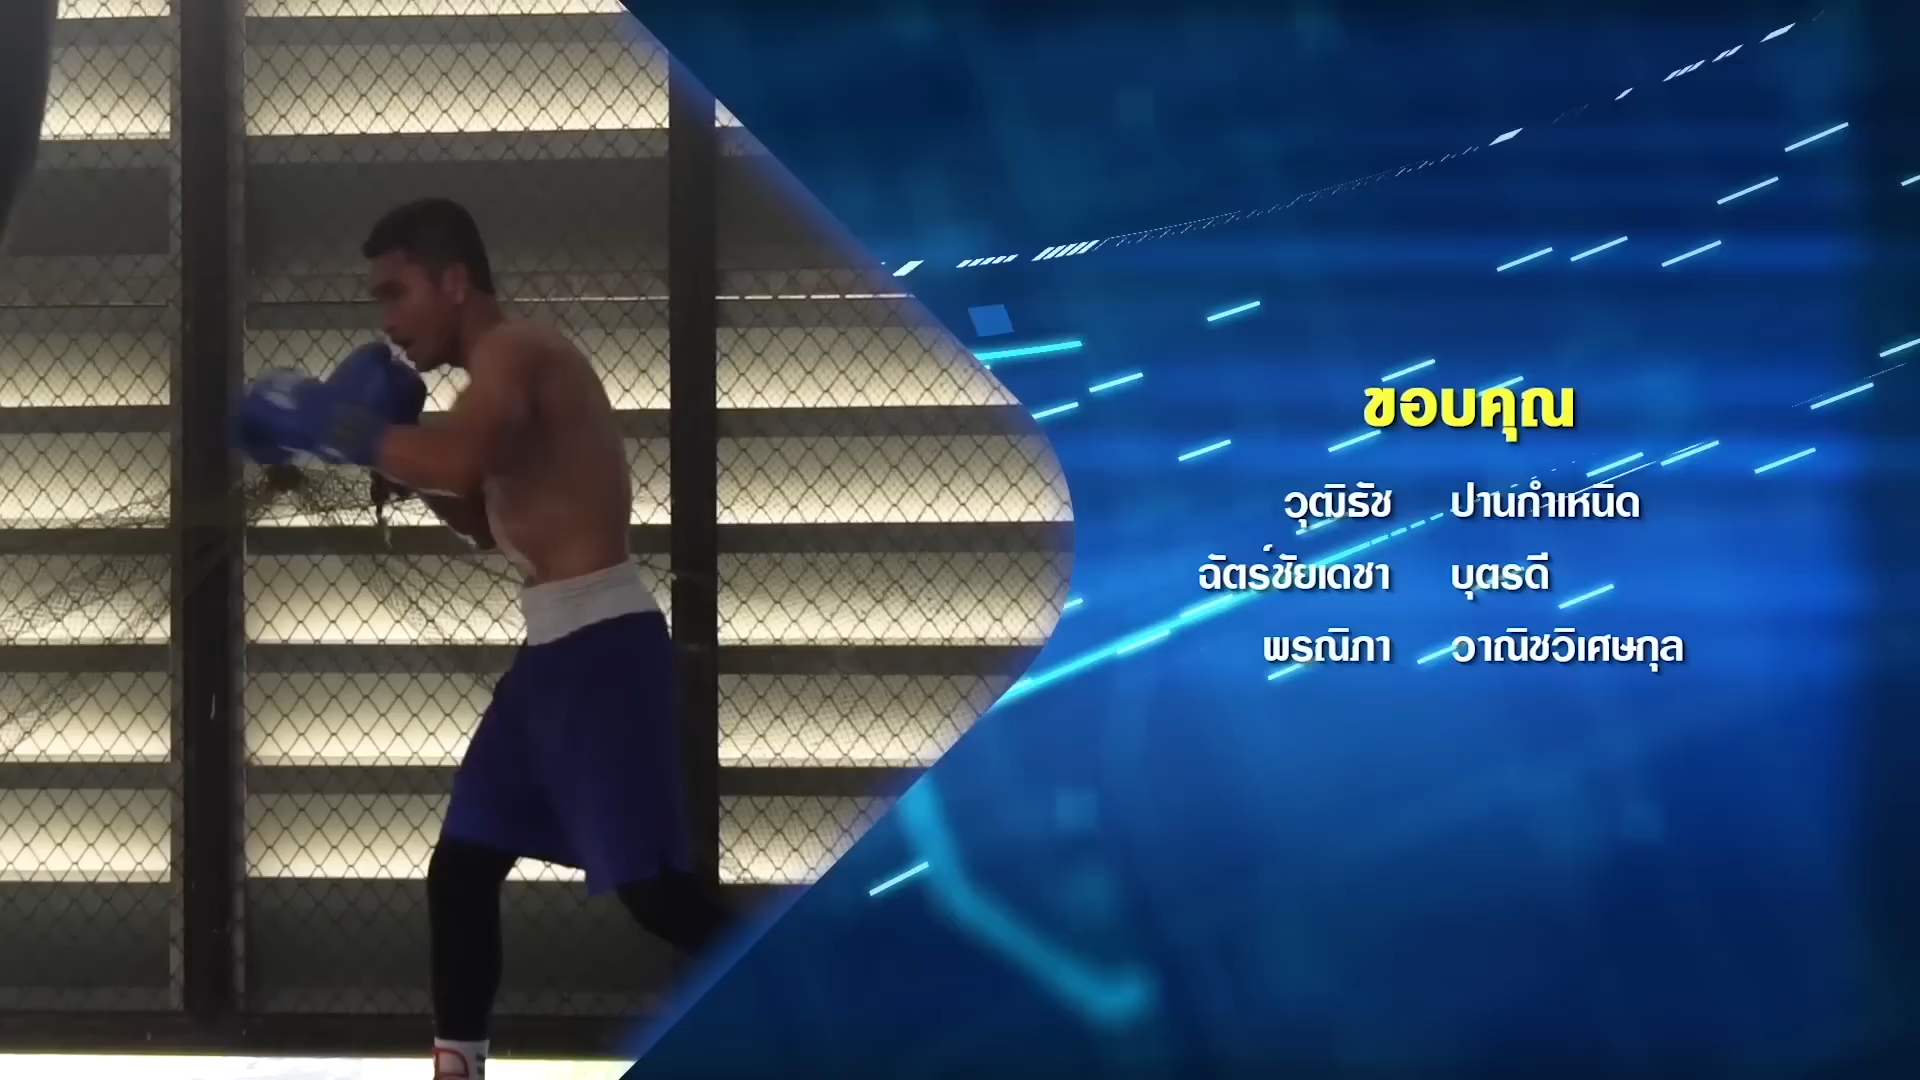 ขอบคุณ
วุฒิรัช ปานกำเหนิด
ฉัตร์ชัยเดชา บุตรดี
พรณิภา วาณิชวิเศษกุล